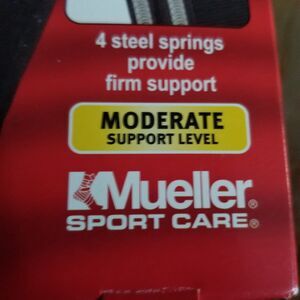 4 steel springs
provide
firm support
MODERATE
SUPPORT LEVEL
Mueller®
SPORT CARE®